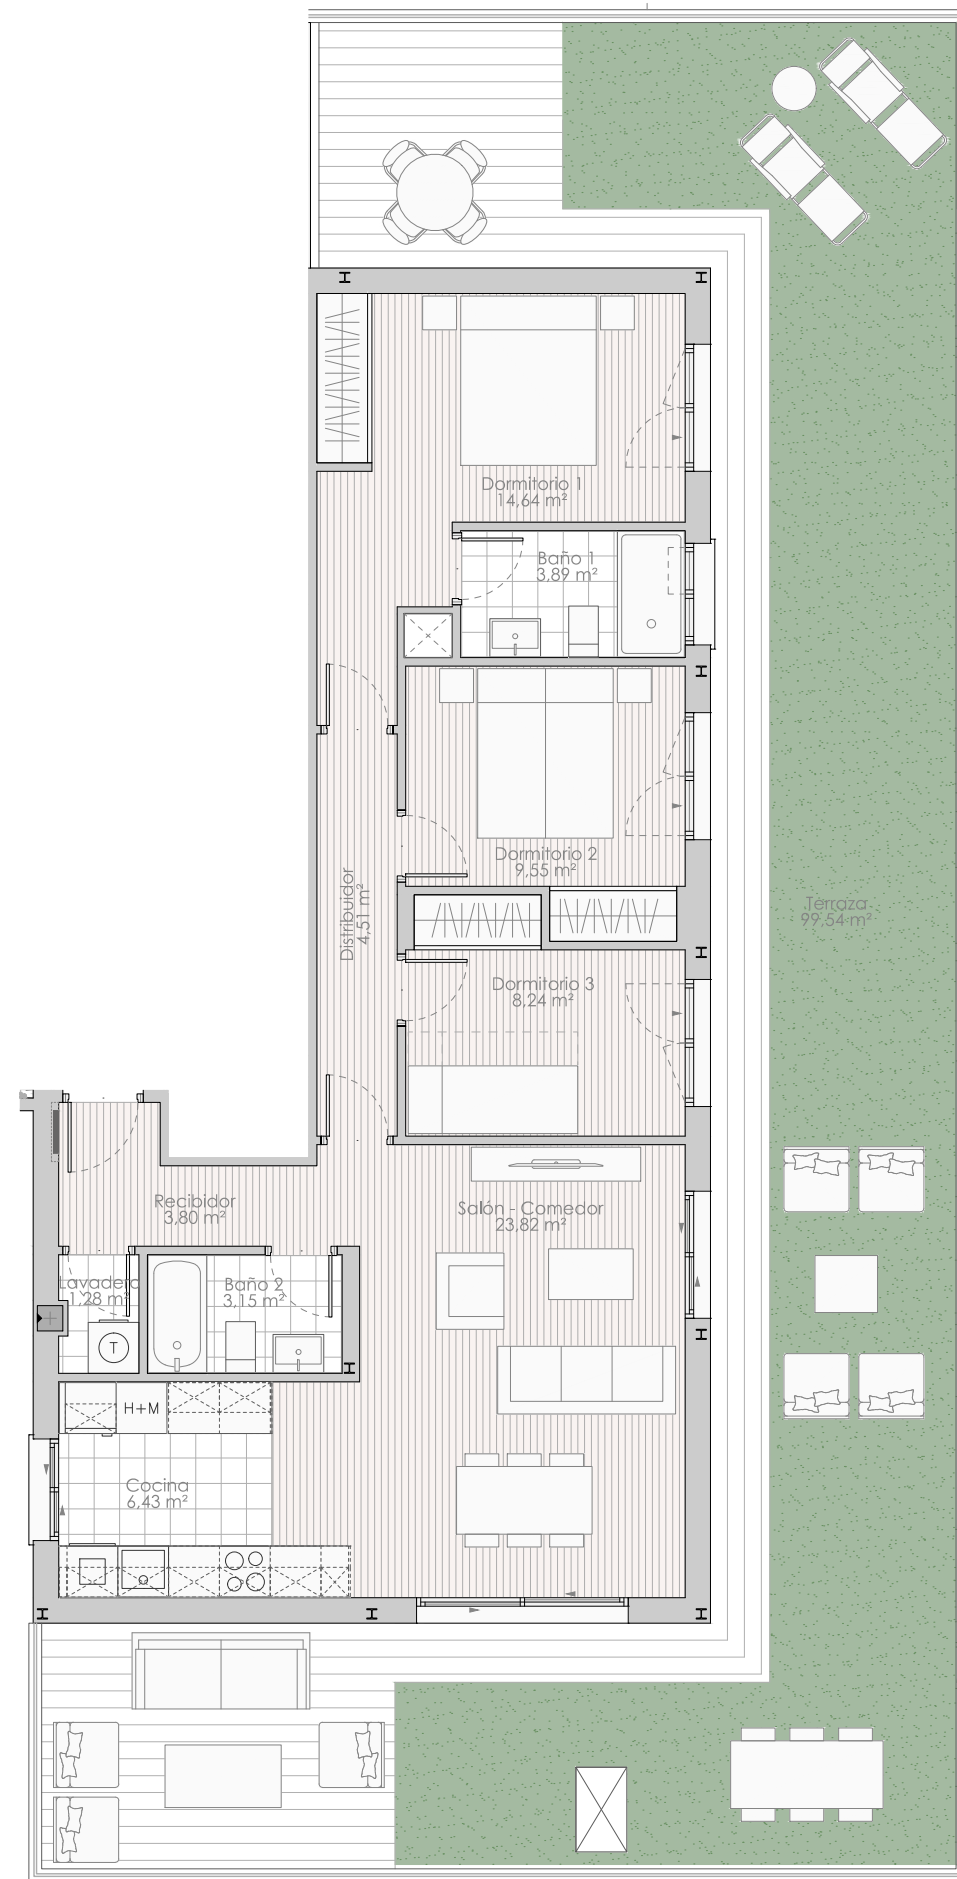 Dormitorio 1
14,64 m²
Baño 1
3,89 m²
Dormitorio 2
9,55 m²
Distribuidor
4,51 m²
Terraza
99,54 m²
Dormitorio 3
8,24 m²
Recibidor
3,80 m²
Salón - Comedor
23,82 m²
Lavadero
1,28 m²
Baño 2
3,15 m²
T
H+M
Cocina
6,43 m²